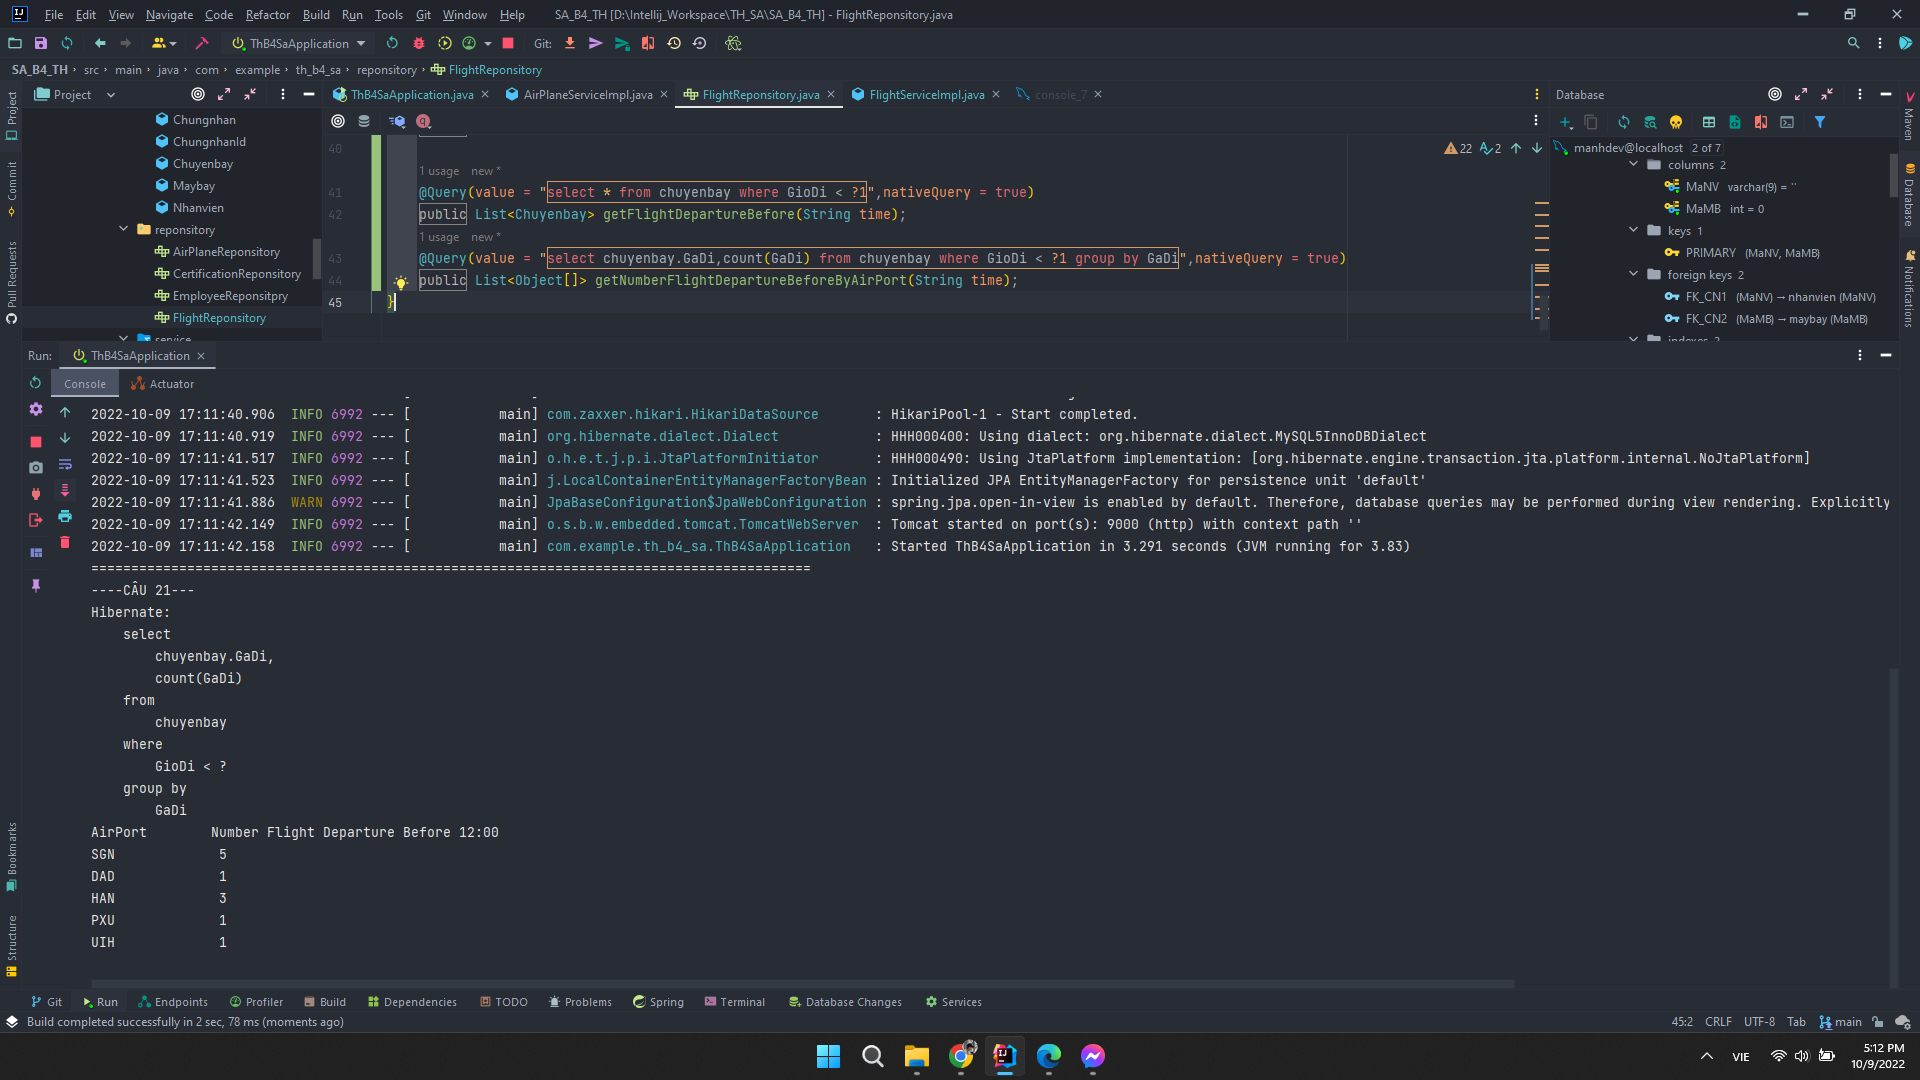 File Edit View Navigate Code Refactor Build Run Tools Git Window Help SA_B4_TH [D:\Intellij_Workspace\TH_SA\SA_B4_TH] - FlightReponsitory.java
ThB4SaApplication Git:
SA_B4_TH src main java com example th_b4_sa reponsitory FlightReponsitory
Project ThB4SaApplication.java AirPlaneServiceImpl.java FlightReponsitory.java FlightServiceImpl.java console_7 Database
Project
Commit
Pull Requests
Bookmarks
Structure
Chungnhan
ChungnhanId
Chuyenbay
Maybay
Nhanvien
reponsitory
AirPlaneReponsitory
CertificationReponsitory
EmployeeReponsitpry
FlightReponsitory
service
40
22 2
1 usage new *
41 @Query(value = "select * from chuyenbay where GioDi < ?1",nativeQuery = true)
42 public List<Chuyenbay> getFlightDepartureBefore(String time);
1 usage new *
43 @Query(value = "select chuyenbay.GaDi,count(GaDi) from chuyenbay where GioDi < ?1 group by GaDi",nativeQuery = true)
44 public List<Object[]> getNumberFlightDepartureBeforeByAirPort(String time);
45 }
manhdev@localhost 2 of 7
columns 2
MaNV varchar(9) = ''
MaMB int = 0
keys 1
PRIMARY (MaNV, MaMB)
foreign keys 2
FK_CN1 (MaNV) → nhanvien (MaNV)
FK_CN2 (MaMB) → maybay (MaMB)
indexes 2
Maven
Database
Notifications
Run: ThB4SaApplication
Console Actuator
2022-10-09 17:11:40.906 INFO 6992 --- [ main] com.zaxxer.hikari.HikariDataSource : HikariPool-1 - Start completed.
2022-10-09 17:11:40.919 INFO 6992 --- [ main] org.hibernate.dialect.Dialect : HHH000400: Using dialect: org.hibernate.dialect.MySQL5InnoDBDialect
2022-10-09 17:11:41.517 INFO 6992 --- [ main] o.h.e.t.j.p.i.JtaPlatformInitiator : HHH000490: Using JtaPlatform implementation: [org.hibernate.engine.transaction.jta.platform.internal.NoJtaPlatform]
2022-10-09 17:11:41.523 INFO 6992 --- [ main] j.LocalContainerEntityManagerFactoryBean : Initialized JPA EntityManagerFactory for persistence unit 'default'
2022-10-09 17:11:41.886 WARN 6992 --- [ main] JpaBaseConfiguration$JpaWebConfiguration : spring.jpa.open-in-view is enabled by default. Therefore, database queries may be performed during view rendering. Explicitly
2022-10-09 17:11:42.149 INFO 6992 --- [ main] o.s.b.w.embedded.tomcat.TomcatWebServer : Tomcat started on port(s): 9000 (http) with context path ''
2022-10-09 17:11:42.158 INFO 6992 --- [ main] com.example.th_b4_sa.ThB4SaApplication : Started ThB4SaApplication in 3.291 seconds (JVM running for 3.83)
==========================================================================================
----CÂU 21---
Hibernate:
select
chuyenbay.GaDi,
count(GaDi)
from
chuyenbay
where
GioDi < ?
group by
GaDi
AirPort Number Flight Departure Before 12:00
SGN 5
DAD 1
HAN 3
PXU 1
UIH 1
Git Run Endpoints Profiler Build Dependencies TODO Problems Spring Terminal Database Changes Services
Build completed successfully in 2 sec, 78 ms (moments ago) 45:2 CRLF UTF-8 Tab main
VIE 5:12 PM
10/9/2022